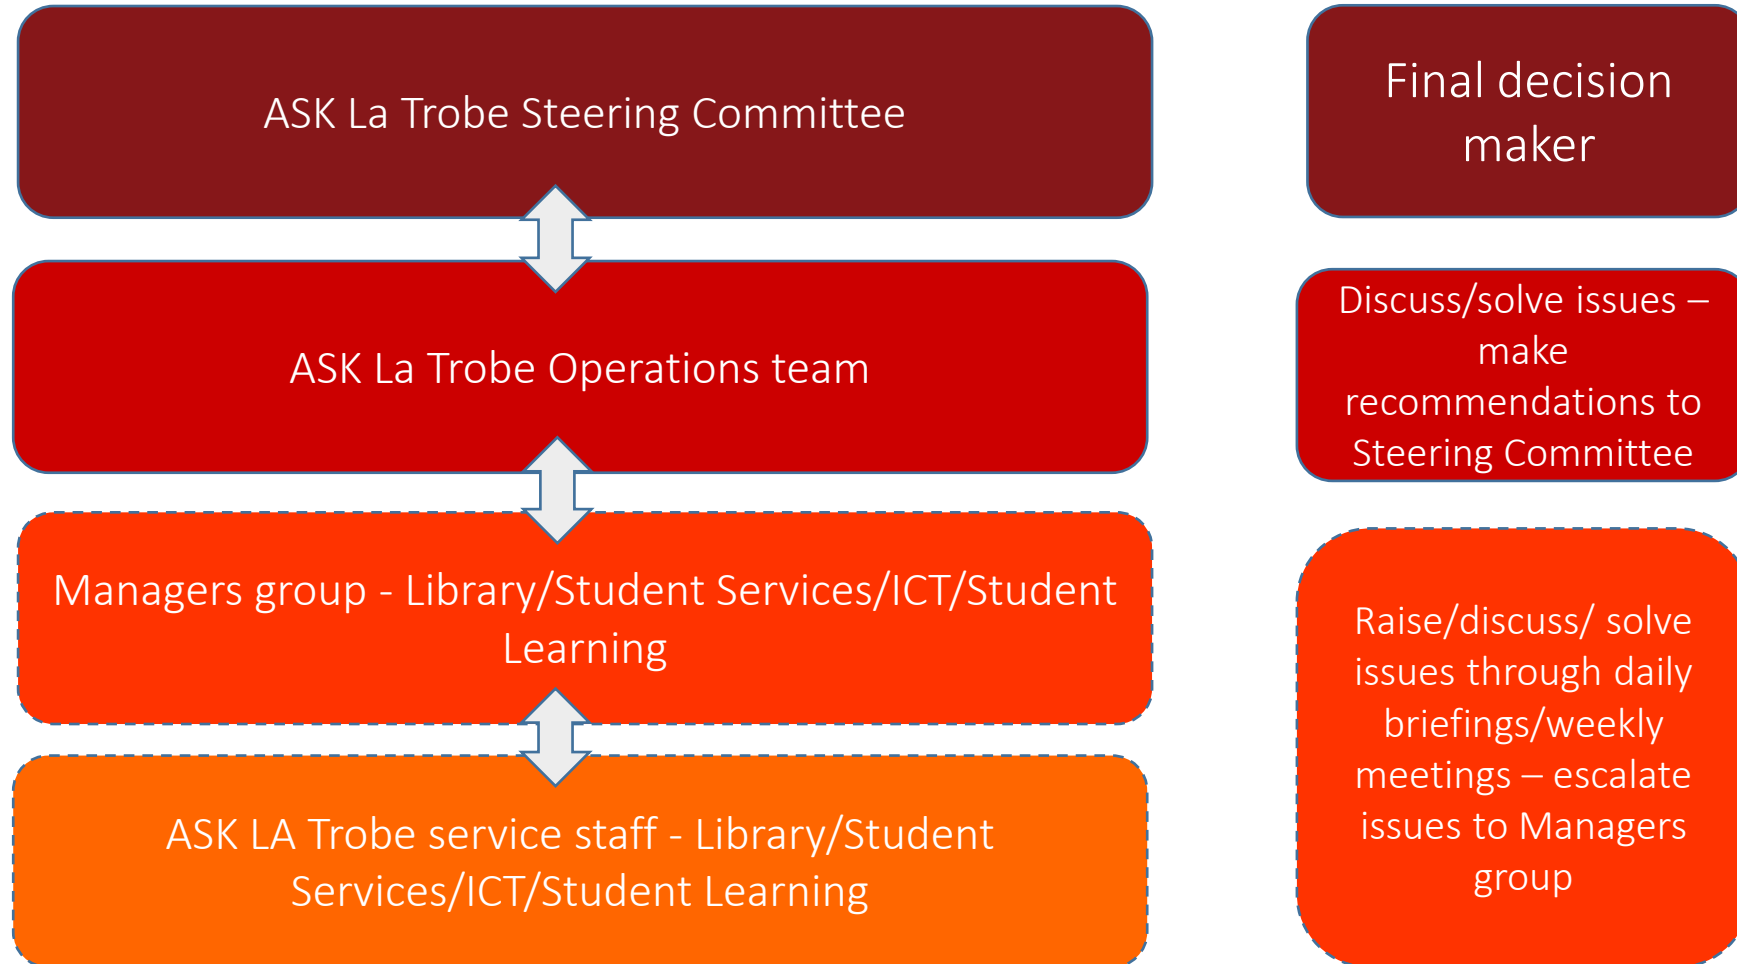 ASK La Trobe Steering Committee
Final decision
maker
ASK La Trobe Operations team
Discuss/solve issues –
make
recommendations to
Steering Committee
Managers group - Library/Student Services/ICT/Student
Learning
ASK LA Trobe service staff - Library/Student
Services/ICT/Student Learning
Raise/discuss/ solve
issues through daily
briefings/weekly
meetings – escalate
issues to Managers
group